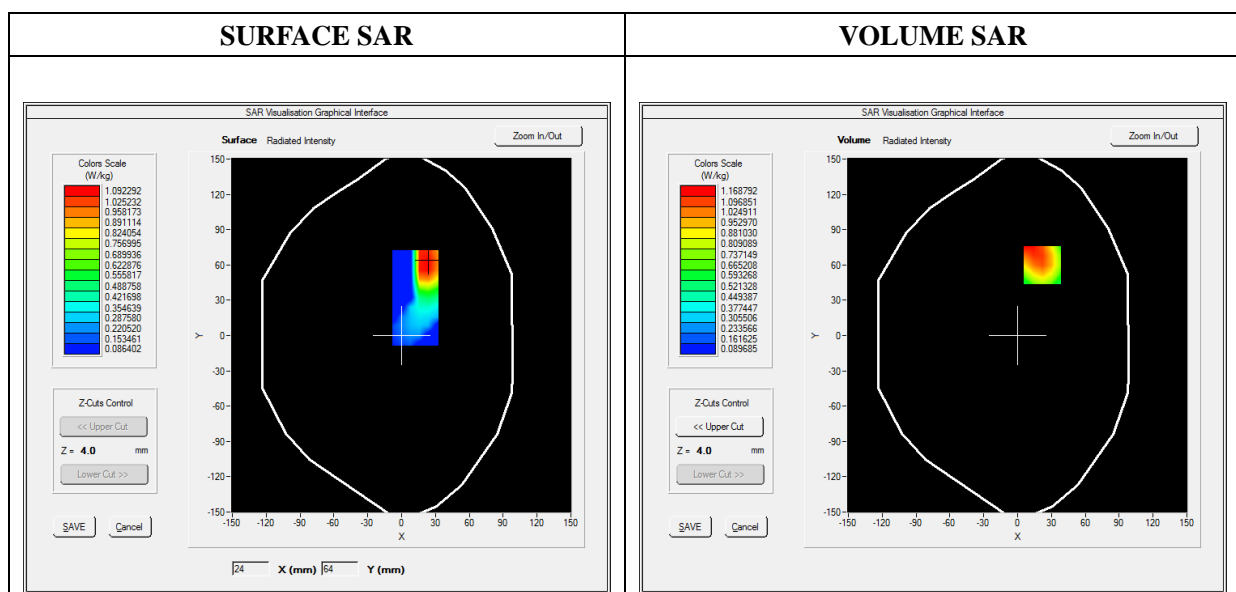 SURFACE SAR
VOLUME SAR
SAR Visualisation Graphical Interface
Surface Radiated Intensity
Zoom In/Out
Colors Scale
(W/kg)
1.092292
1.025232
0.958173
0.891114
0.824054
0.756995
0.689936
0.622876
0.555817
0.488758
0.421698
0.354639
0.287580
0.220520
0.153461
0.086402
Z-Cuts Control
<< Upper Cut
Z = 4.0 mm
Lower Cut >>
SAVE Cancel
150
120
90
60
30
0
-30
-60
-90
-120
-150
Y
-150 -120 -90 -60 -30 0 30 60 90 120 150
X
24 X (mm) 64 Y (mm)
SAR Visualisation Graphical Interface
Volume Radiated Intensity
Zoom In/Out
Colors Scale
(W/kg)
1.168792
1.096851
1.024911
0.952970
0.881030
0.809089
0.737149
0.665208
0.593268
0.521328
0.449387
0.377447
0.305506
0.233566
0.161625
0.089685
Z-Cuts Control
<< Upper Cut
Z = 4.0 mm
Lower Cut >>
SAVE Cancel
150
120
90
60
30
0
-30
-60
-90
-120
-150
Y
-150 -120 -90 -60 -30 0 30 60 90 120 150
X